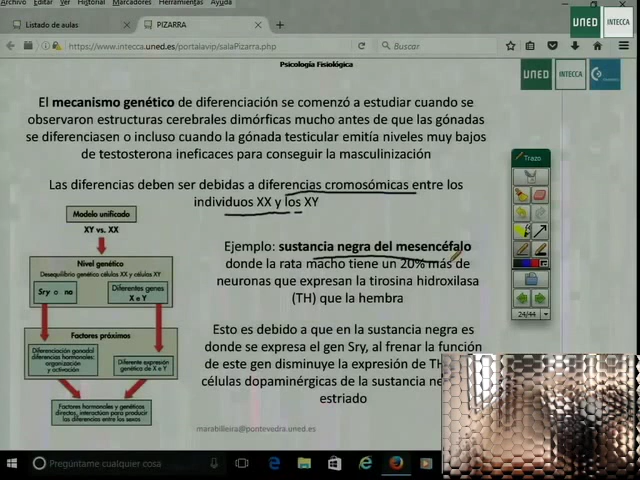 Archivo Editar Ver Historial Marcadores Herramientas Ayuda
Listado de aulas
PIZARRA
https://www.intecca.uned.es/portalavip/salaPizarra.php
Buscar
UNED INTECCA
Psicología Fisiológica
UNED INTECCA
El mecanismo genético de diferenciación se comenzó a estudiar cuando se
observaron estructuras cerebrales dimórficas mucho antes de que las gónadas
se diferenciasen o incluso cuando la gónada testicular emitía niveles muy bajos
de testosterona ineficaces para conseguir la masculinización
Las diferencias deben ser debidas a diferencias cromosómicas entre los
individuos XX y los XY
Modelo unificado
XY vs. XX
Nivel genético
Desequilibrio genético células XX y células XY
Sry o no
Diferentes genes
X e Y
Factores próximos
Diferenciación gonadal
diferencias hormonales:
organización
y activación
Diferente expresión
genética de X e Y
Factores hormonales y genéticos
directos, interactúan para producir
las diferencias entre los sexos
Ejemplo: sustancia negra del mesencéfalo
donde la rata macho tiene un 20% más de
neuronas que expresan la tirosina hidroxilasa
(TH) que la hembra
Esto es debido a que en la sustancia negra es
donde se expresa el gen Sry, al frenar la función
de este gen disminuye la expresión de TH
células dopaminérgicas de la sustancia
estriado
marabilleira@pontevedra.uned.es
Trazo
24/44
Pregúntame cualquier cosa